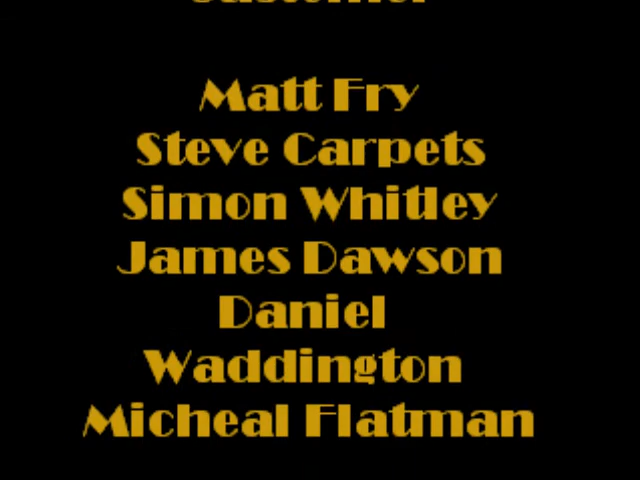 Matt Fry
Steve Carpets
Simon Whitley
James Dawson
Daniel
Waddington
Micheal Flatman